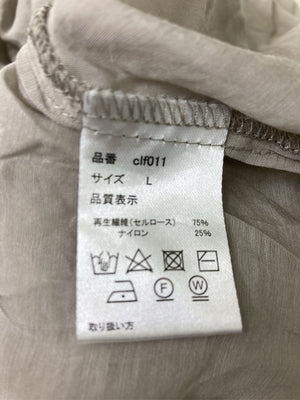 品番 clf011
サイズ L
品質表示
再生繊維(セルロース) 75%
ナイロン 25%
F W
取り扱い方